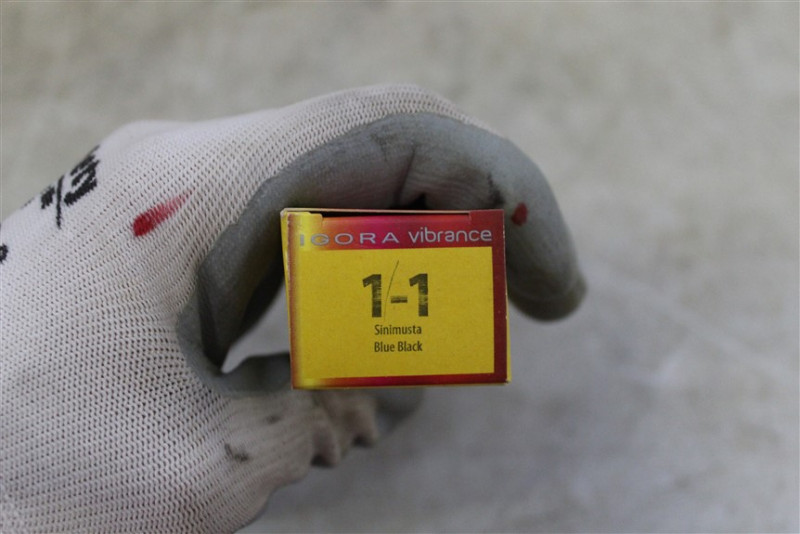 IGORA vibrance
1-1
Sinimusta
Blue Black